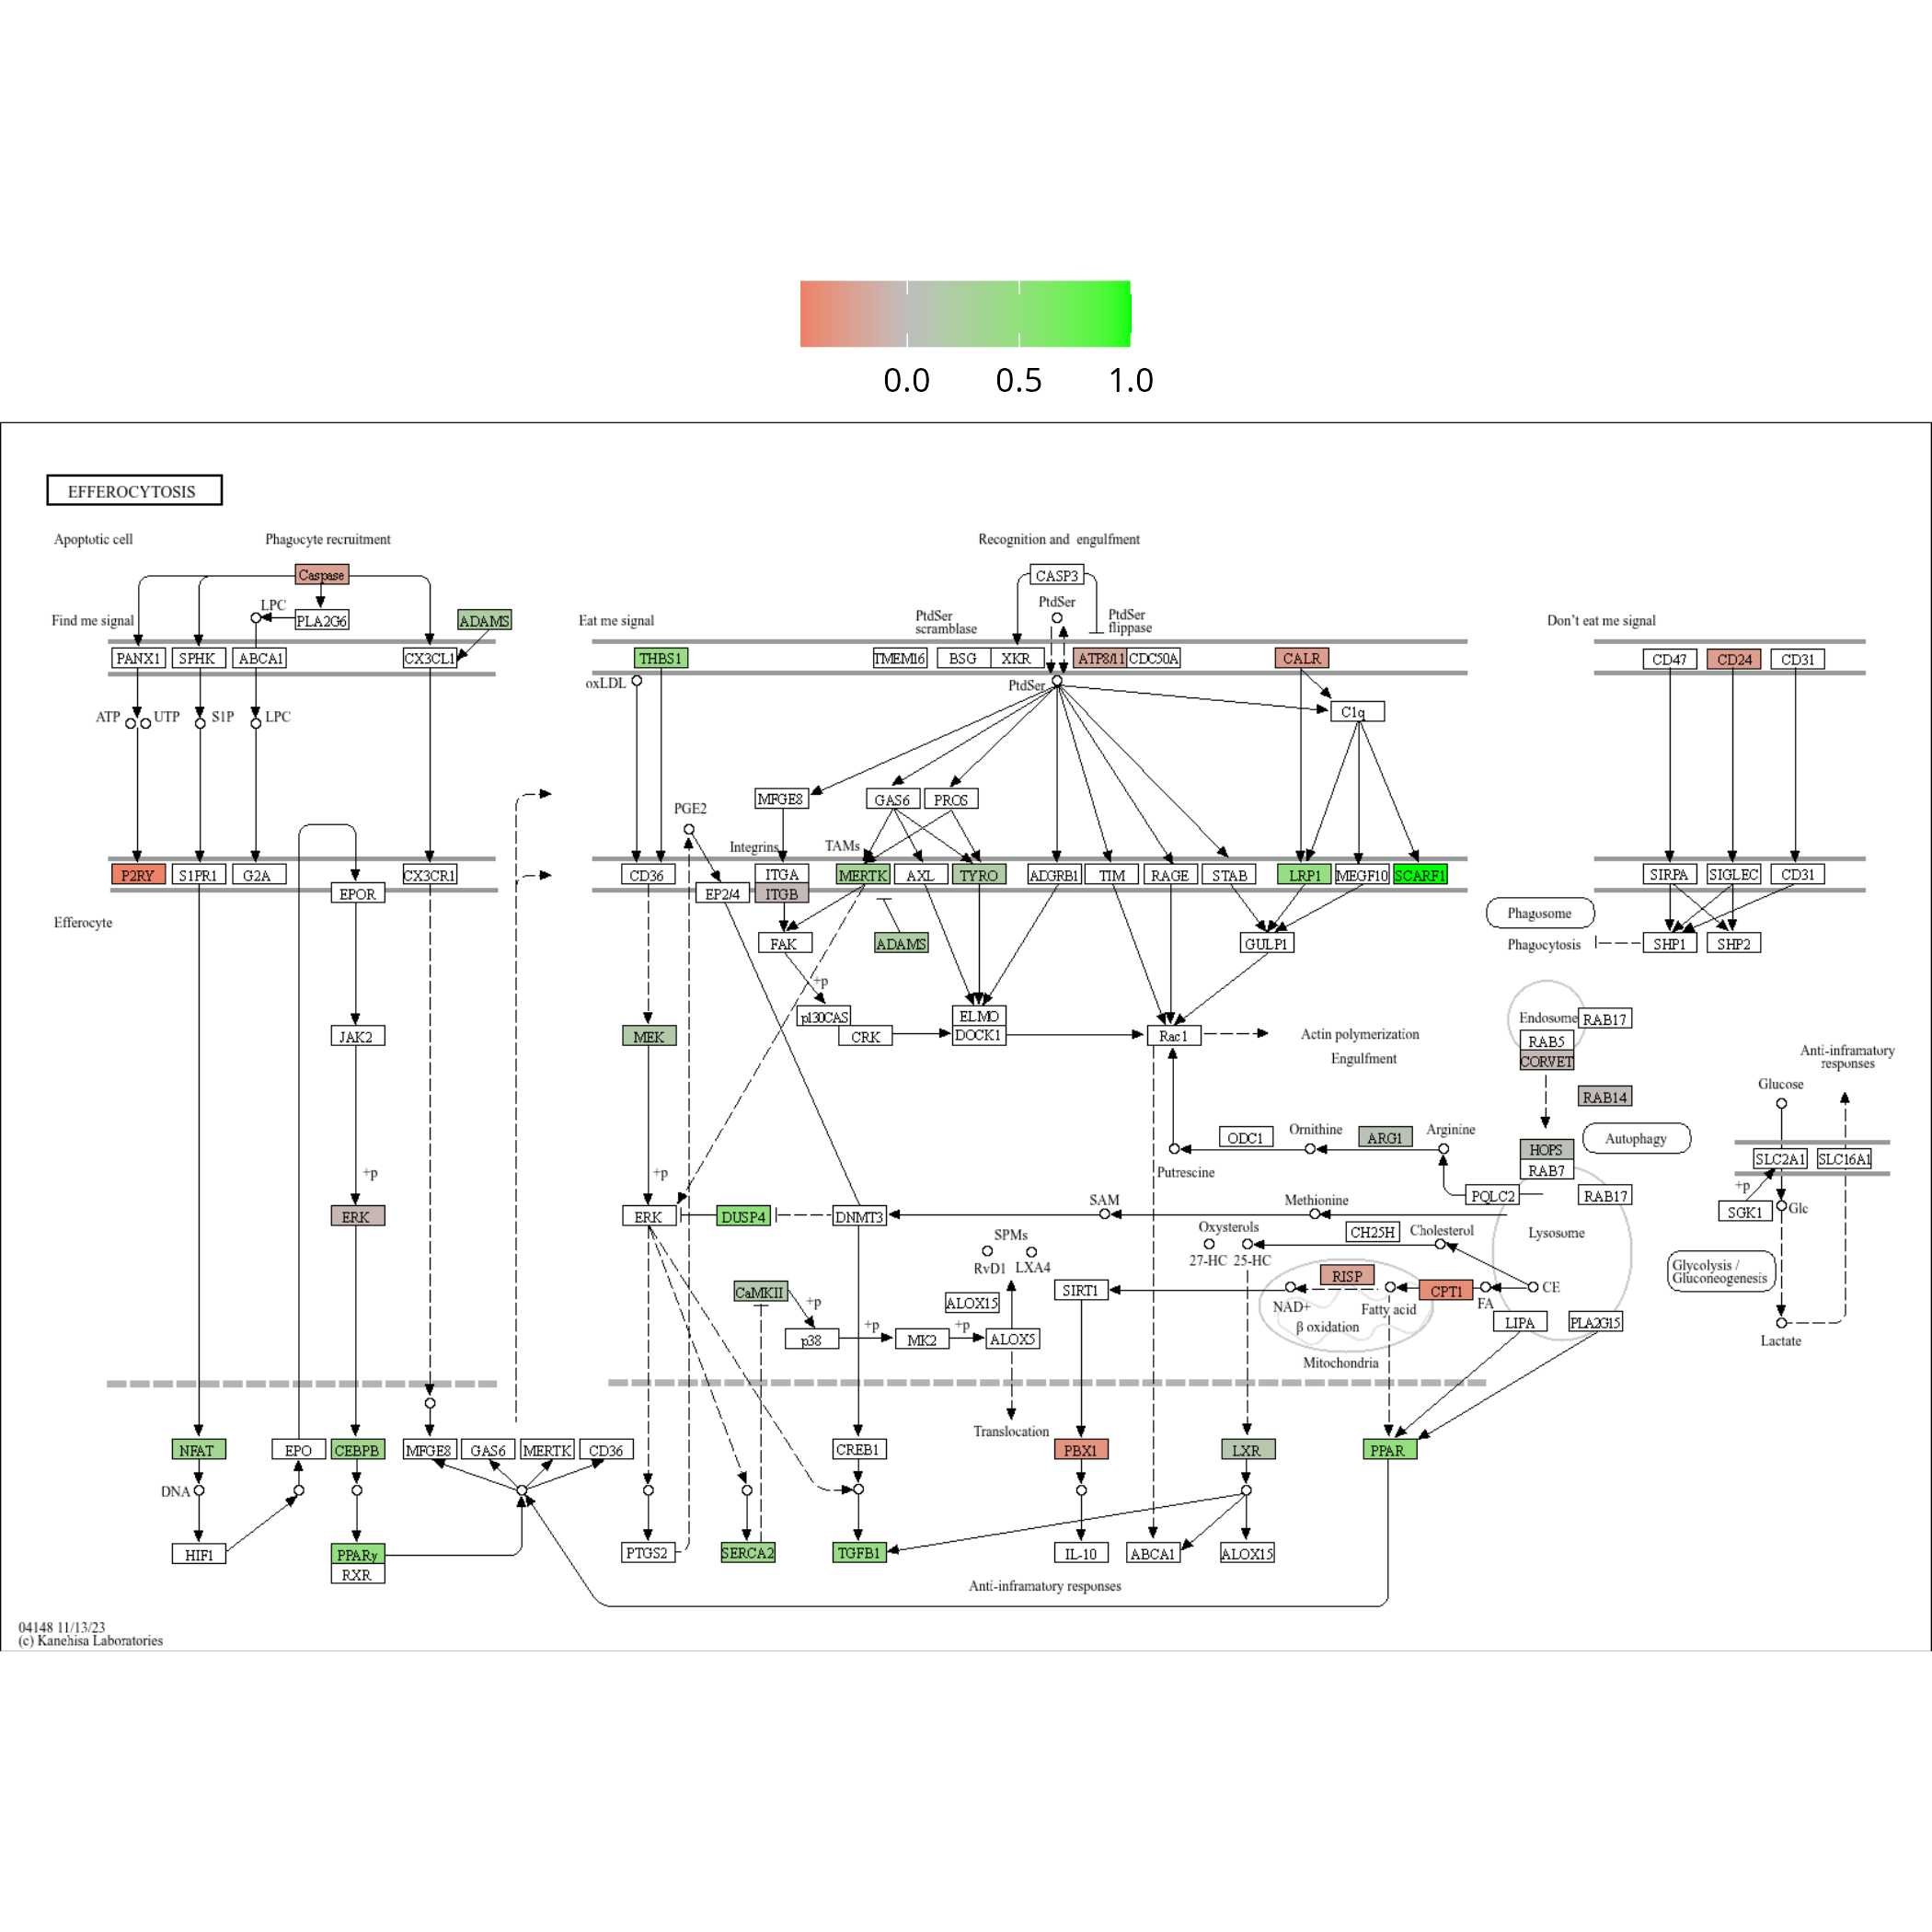 0.0 0.5 1.0
EFFEROCYTOSIS
Apoptotic cell Phagocyte recruitment Recognition and engulfment
Caspase CASP3
LPC PtdSer
Find me signal PLA2G6 ADAMS Eat me signal PtdSer scramblase PtdSer flippase Don't eat me signal
PANX1 SPHK ABCA1 CX3CL1 THBS1 TMEM16 BSG XKR ATP8/11 CDC50A CALR CD47 CD24 CD31
oxLDL PtdSer
ATP UTP S1P LPC C1q
MFGE8 GAS6 PROS
PGE2
Integrins TAMs
P2RY S1PR1 G2A CX3CR1 CD36 ITGA MERTK AXL TYRO ADGRB1 TIM RAGE STAB LRP1 MEGF10 SCARF1 SIRPA SIGLEC CD31
EPOR EP2/4 ITGB
Efferocyte Phagosome
FAK ADAMS GULP1 Phagocytosis SHP1 SHP2
+p
p130CAS ELMO Endosome RAB17
JAK2 MEK CRK DOCK1 Rac1 Actin polymerization RAB5
Engulfment CORVET Anti-inframatory
responses
Glucose
RAB14
ODC1 Ornithine ARG1 Arginine Autophagy
HOPS
+p +p Putrescine RAB7 SLC2A1 SLC16A1
+p
SAM Methionine PQLC2 RAB17
ERK ERK DUSP4 DNMT3 SGK1 Glc
SPMs Oxysterols CH25H Cholesterol Lysosome
RvD1 LXA4 27-HC 25-HC
Glycolysis /
Gluconeogenesis
CaMKII +p ALOX15 SIRT1 RISP CPT1 CE
NAD+ Fatty acid FA
p38 +p MK2 +p ALOX5 β oxidation LIPA PLA2G15
Lactate
Mitochondria
Translocation
NFAT EPO CEBPB MFGE8 GAS6 MERTK CD36 CREB1 PBX1 LXR PPAR
DNA
HIF1 PPARγ PTGS2 SERCA2 TGFB1 IL-10 ABCA1 ALOX15
RXR
Anti-inframatory responses
04148 11/13/23
(c) Kanehisa Laboratories